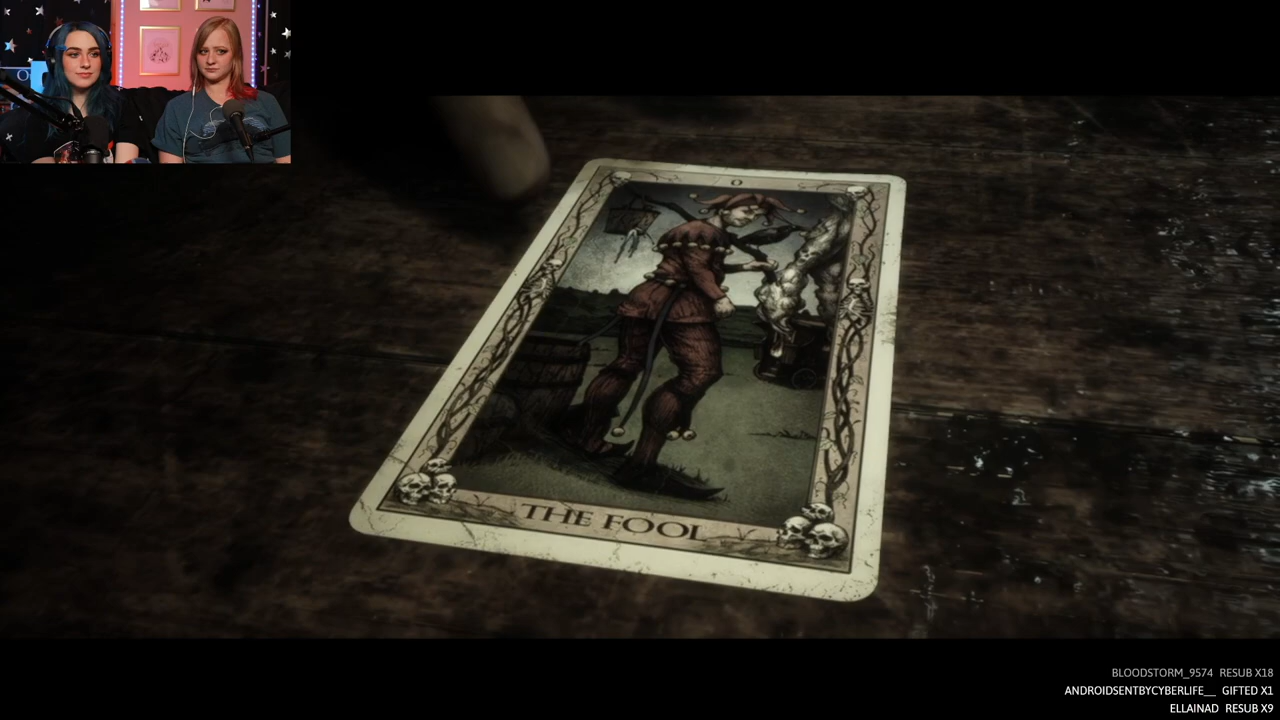 0
THE FOOL
BLOODSTORM_9574 RESUB X18
ANDROIDSENTBYCYBERLIFE__ GIFTED X1
ELLAINAD RESUB X9